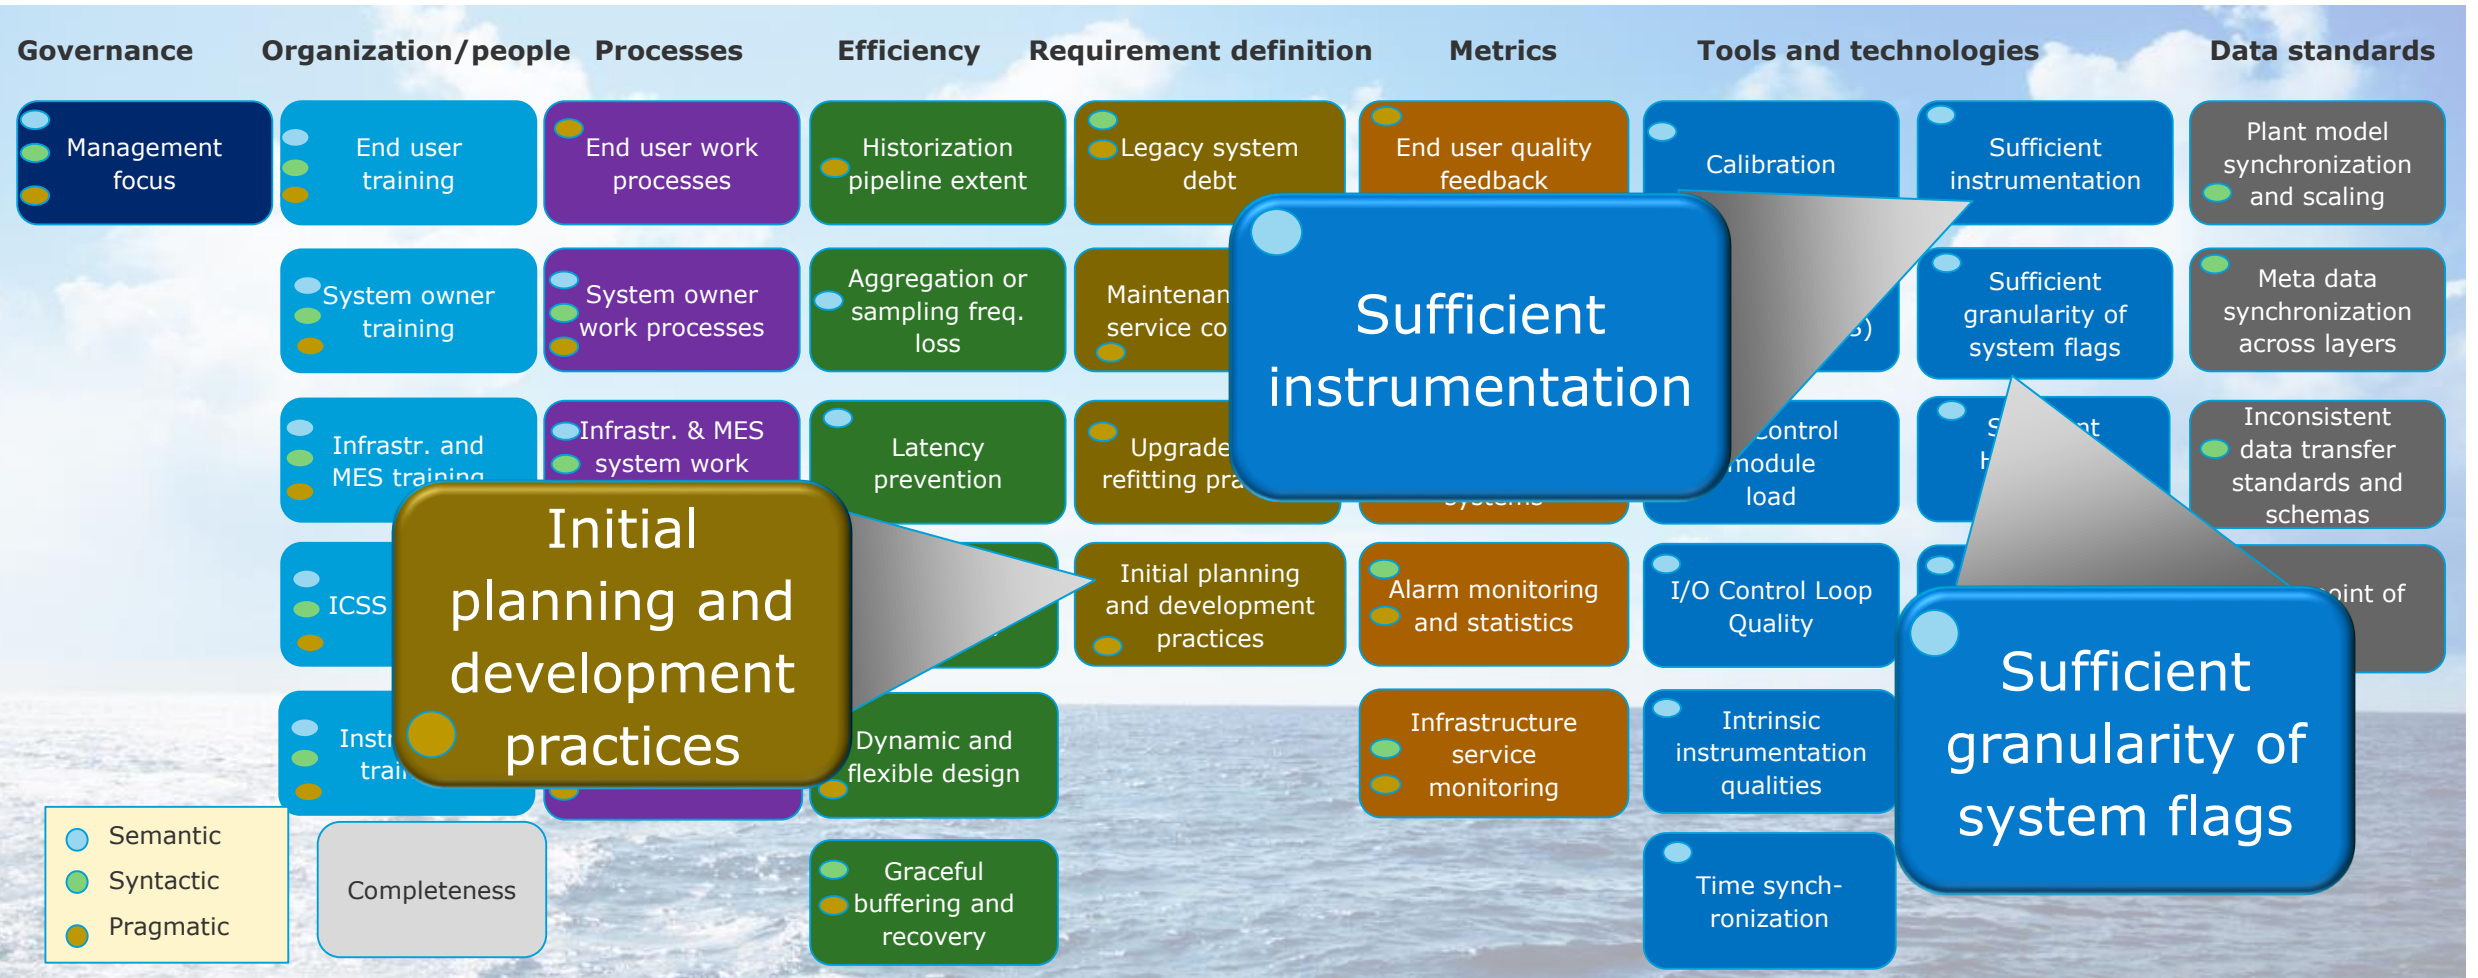 Governance
Organization/people
Processes
Efficiency
Requirement definition
Metrics
Tools and technologies
Data standards
Management
focus
End user
training
End user work
processes
Historization
pipeline extent
Legacy system
debt
End user quality
feedback
Calibration
Sufficient
instrumentation
Plant model
synchronization
and scaling
System owner
training
System owner
work processes
Aggregation or
sampling freq.
loss
service
Sufficient
instrumentation
Sufficient
granularity of
system flags
Meta data
synchronization
across layers
Infrastr. and
MES training
Infrastr. & MES
system work
Latency
prevention
Upgrade
refitting
systems
Control
module
load
Inconsistent
data transfer
standards and
schemas
Initial
planning and
development
practices
ICSS
Initial planning
and development
practices
Alarm monitoring
and statistics
I/O Control Loop
Quality
point of
Sufficient
granularity of
system flags
Dynamic and
flexible design
Infrastructure
service
monitoring
Intrinsic
instrumentation
qualities
Graceful
buffering and
recovery
Time synch-
ronization
Semantic
Syntactic
Pragmatic
Completeness